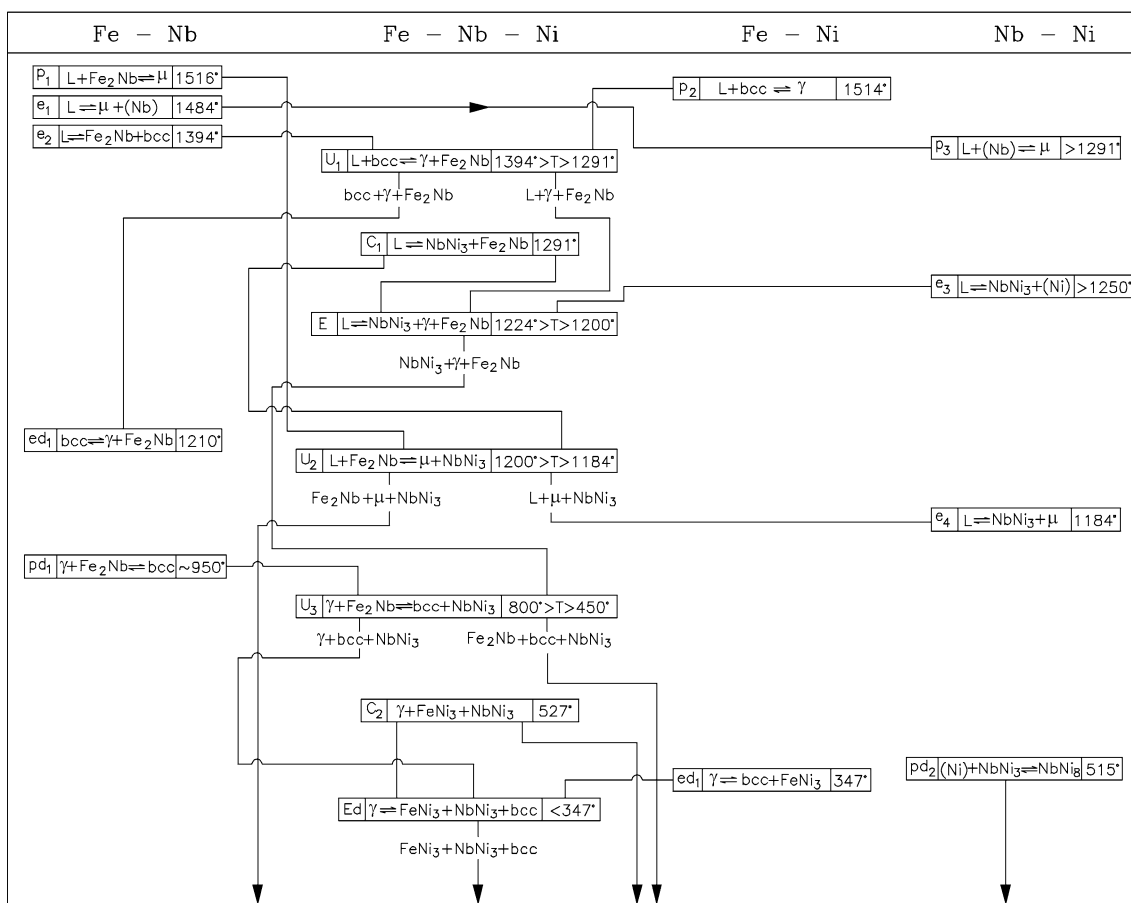 Fe – Nb
Fe – Nb – Ni
Fe – Ni
Nb – Ni
p₁ L+Fe₂Nb⇌μ 1516°
p₂ L+bcc ⇌ γ 1514°
e₁ L⇌μ+(Nb) 1484°
e₂ L⇌Fe₂Nb+bcc 1394°
p₃ L+(Nb)⇌μ >1291°
U₁ L+bcc⇌γ+Fe₂Nb 1394°>T>1291°
bcc+γ+Fe₂Nb
L+γ+Fe₂Nb
C₁ L⇌NbNi₃+Fe₂Nb 1291°
e₃ L⇌NbNi₃+(Ni) >1250°
E L⇌NbNi₃+γ+Fe₂Nb 1224°>T>1200°
NbNi₃+γ+Fe₂Nb
ed₁ bcc⇌γ+Fe₂Nb 1210°
U₂ L+Fe₂Nb⇌μ+NbNi₃ 1200°>T>1184°
Fe₂Nb+μ+NbNi₃
L+μ+NbNi₃
e₄ L⇌NbNi₃+μ 1184°
pd₁ γ+Fe₂Nb⇌bcc ~950°
U₃ γ+Fe₂Nb⇌bcc+NbNi₃ 800°>T>450°
γ+bcc+NbNi₃
Fe₂Nb+bcc+NbNi₃
C₂ γ+FeNi₃+NbNi₃ 527°
pd₂ (Ni)+NbNi₃⇌NbNi₈ 515°
ed₁ γ⇌bcc+FeNi₃ 347°
Ed γ⇌FeNi₃+NbNi₃+bcc <347°
FeNi₃+NbNi₃+bcc